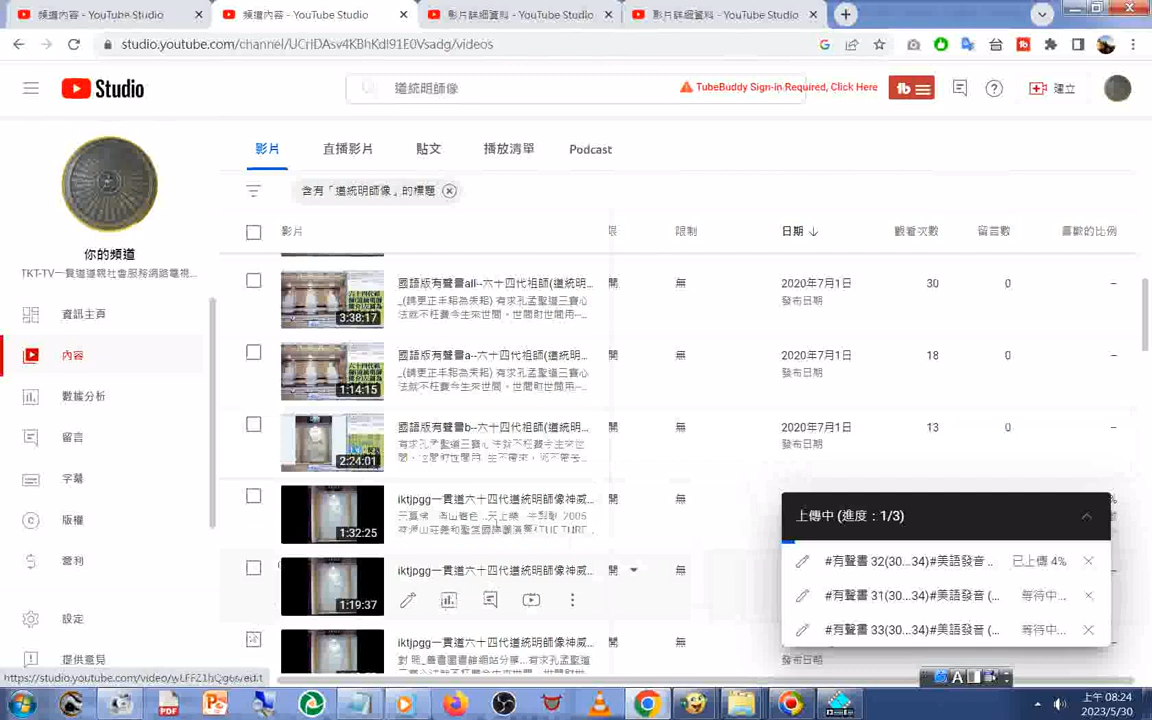 頻道內容 - YouTube Studio
頻道內容 - YouTube Studio
影片詳細資料 - YouTube Studio
影片詳細資料 - YouTube Studio
studio.youtube.com/channel/UCriDAsv4KBhKdl91E0Vsadg/videos
Studio
道統明師像
TubeBuddy Sign-in Required, Click Here
建立
影片
直播影片
貼文
播放清單
Podcast
含有「道統明師像」的標題
你的頻道
TKT-TV一貫道道親社會服務網路電視...
資訊主頁
內容
數據分析
留言
字幕
版權
營利
設定
提供意見
影片
限制
日期
觀看次數
留言數
喜歡的比例
國語版有聲書all--六十四代祖師(道統明...
3:38:17
開
無
2020年7月1日
發布日期
30
0
–
國語版有聲書a--六十四代祖師(道統明...
1:14:15
開
無
2020年7月1日
發布日期
18
0
–
國語版有聲書b--六十四代祖師(道統明...
2:24:01
開
無
2020年7月1日
發布日期
13
0
–
iktjpgg一貫道六十四代道統明師像神威...
1:32:25
開
無
iktjpgg一貫道六十四代道統明師像神威...
1:19:37
開
無
iktjpgg一貫道六十四代道統明師像神威...
開
無
發布日期
上傳中 (進度：1/3)
#有聲書 32(30...34)#美語發音 ..
已上傳 4%
#有聲書 31(30...34)#美語發音 (...
等待中...
#有聲書 33(30...34)#美語發音 (...
等待中...
上午 08:24
2023/5/30